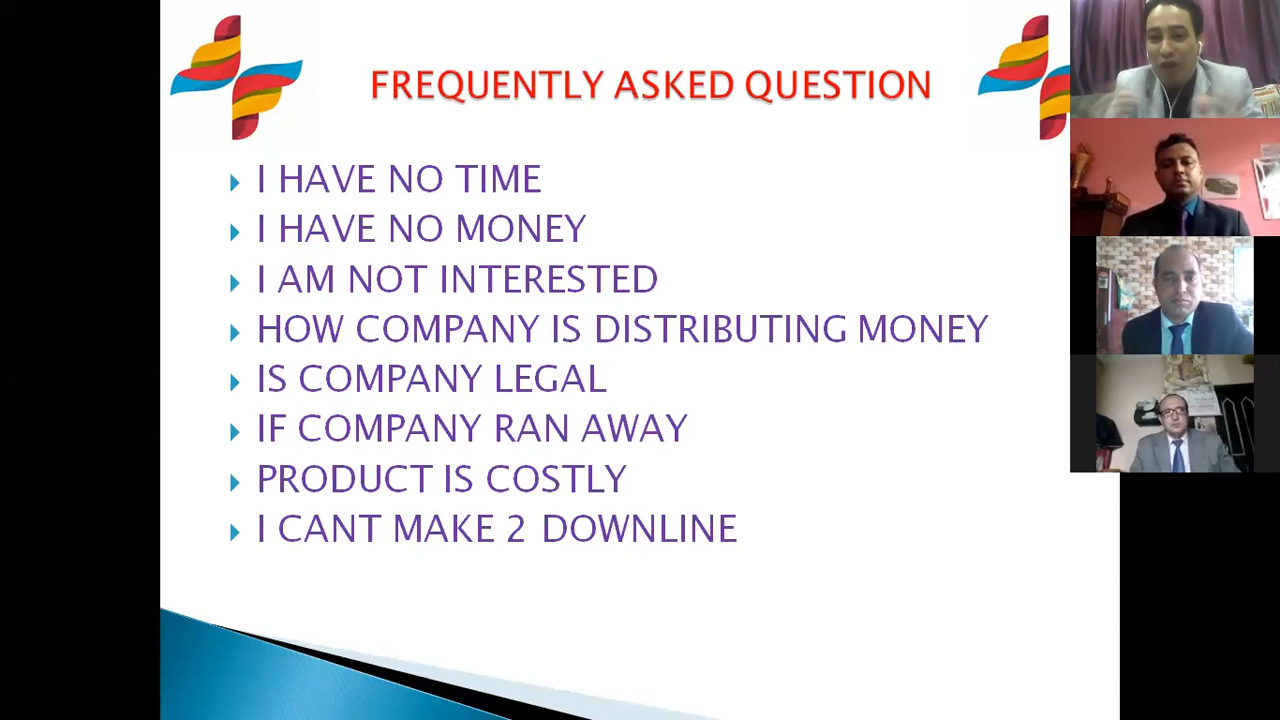 FREQUENTLY ASKED QUESTION
I HAVE NO TIME
I HAVE NO MONEY
I AM NOT INTERESTED
HOW COMPANY IS DISTRIBUTING MONEY
IS COMPANY LEGAL
IF COMPANY RAN AWAY
PRODUCT IS COSTLY
I CANT MAKE 2 DOWNLINE